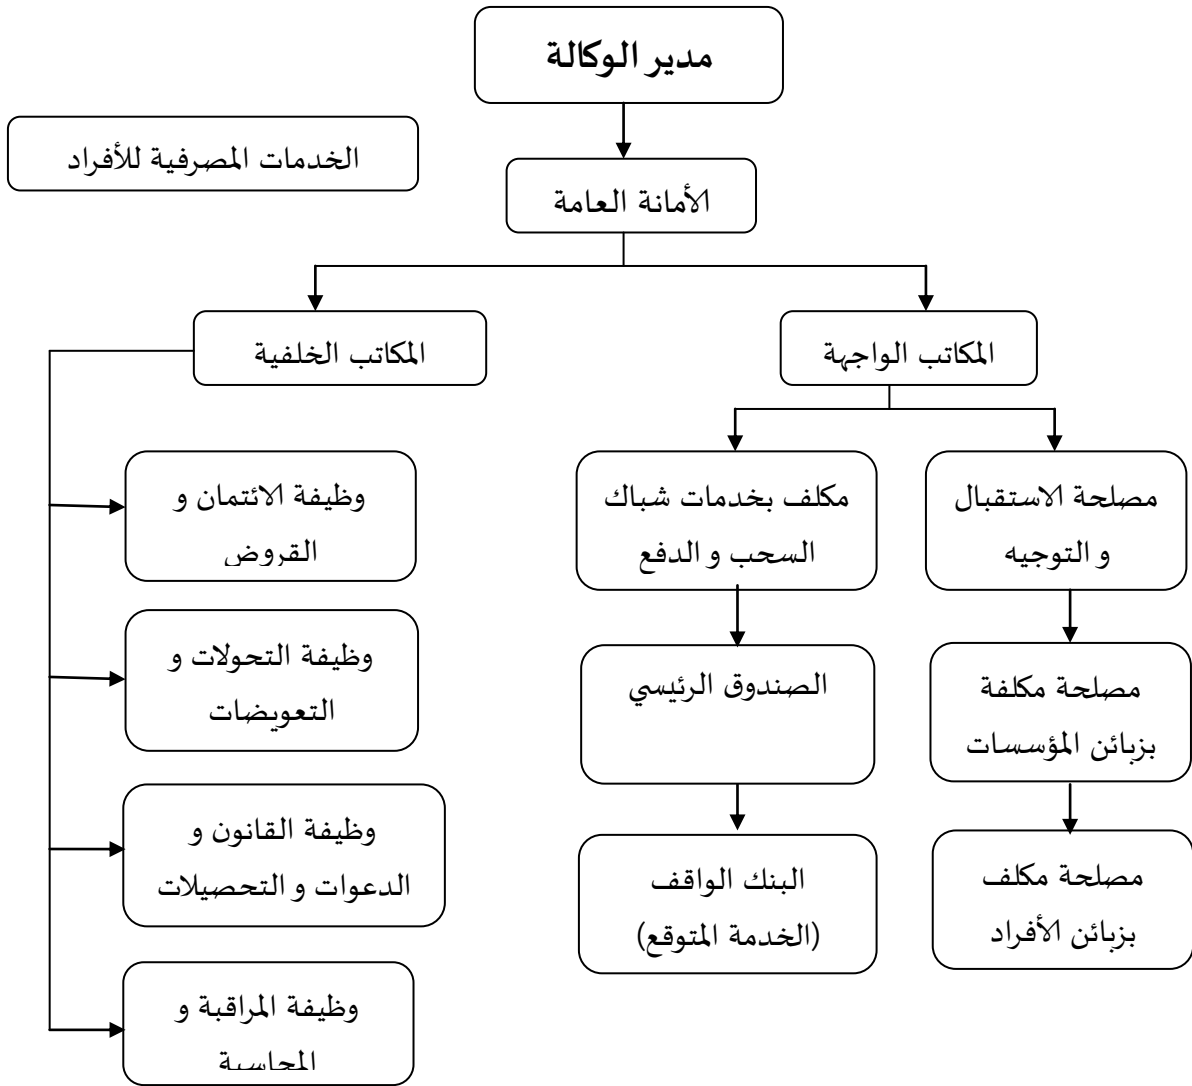 مدير الوكالة
الخدمات المصرفية للأفراد
الأمانة العامة
المكاتب الواجهة
المكاتب الخلفية
مصلحة الاستقبال
و التوجيه
مكلف بخدمات شباك
السحب و الدفع
وظيفة الائتمان و
القروض
مصلحة مكلفة
بزبائن المؤسسات
الصندوق الرئيسي
وظيفة التحولات و
التعويضات
مصلحة مكلف
بزبائن الأفراد
البنك الواقف
(الخدمة المتوقع)
وظيفة القانون و
الدعوات و التحصيلات
وظيفة المراقبة و
المحاسبة